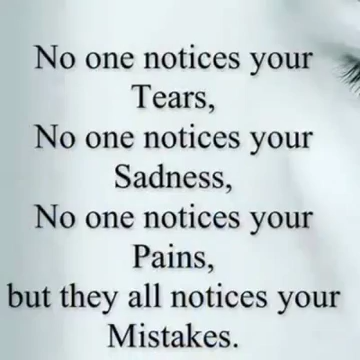 No one notices your
Tears,
No one notices your
Sadness,
No one notices your
Pains,
but they all notices your
Mistakes.